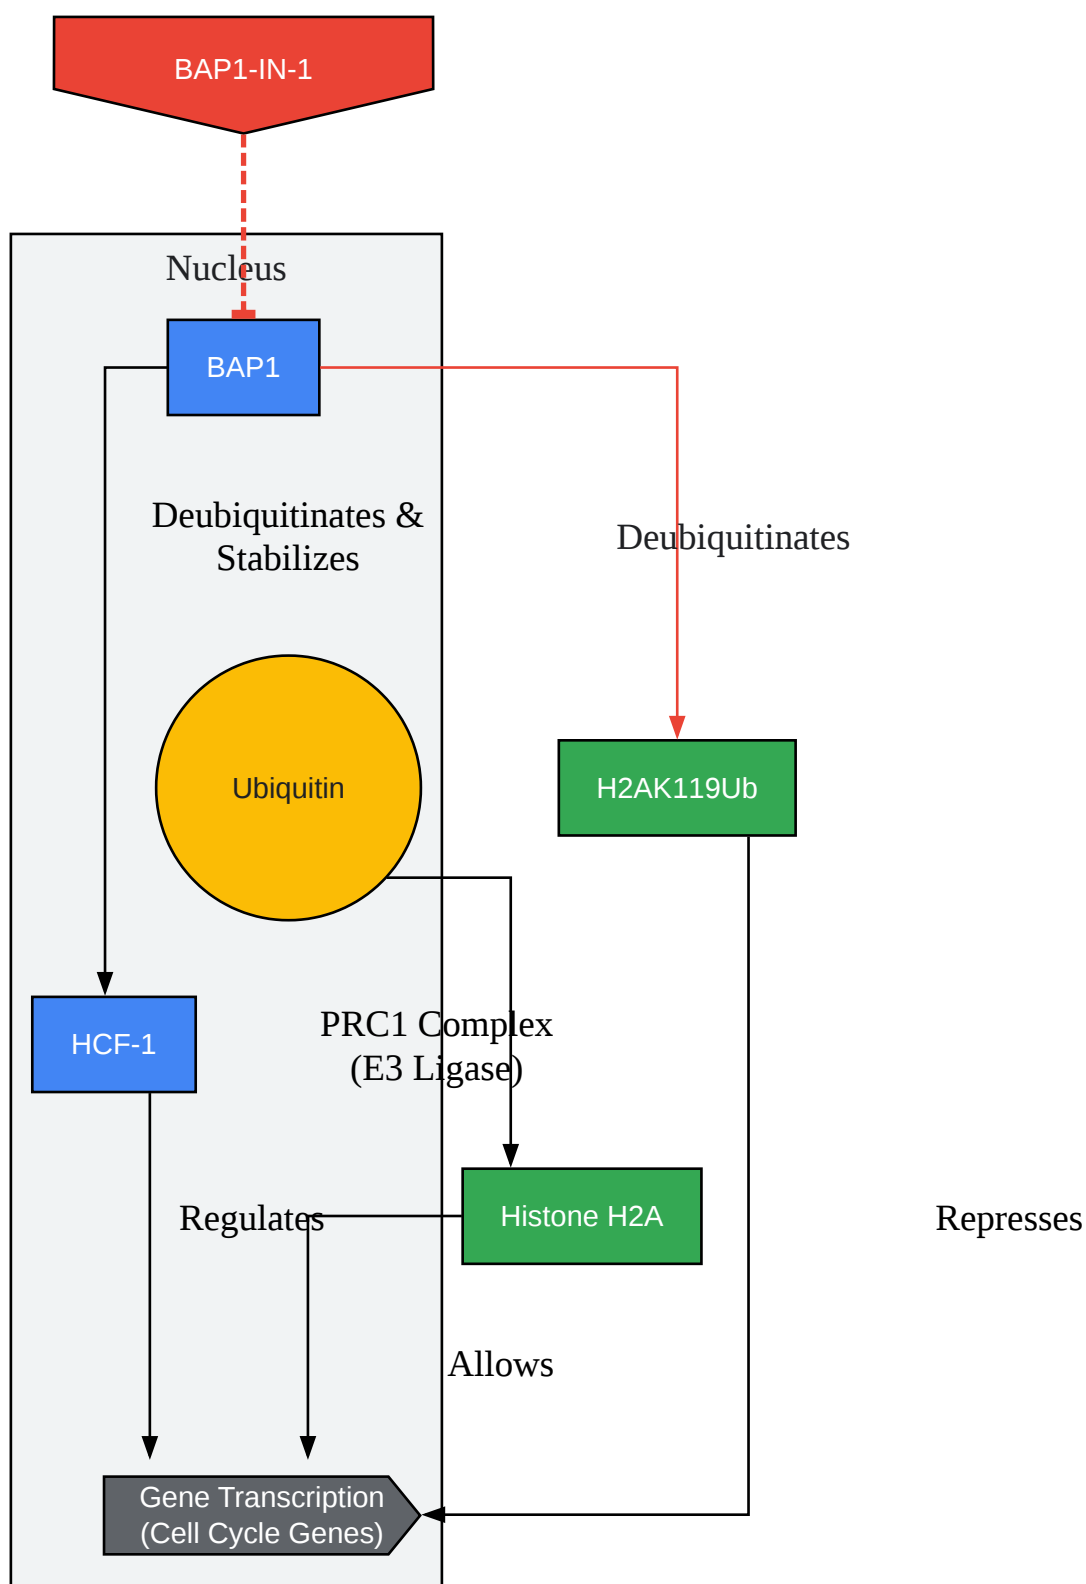 BAP1-IN-1
Nucleus
BAP1
Deubiquitinates &
Stabilizes
Deubiquitinates
Ubiquitin
H2AK119Ub
PRC1 Complex
(E3 Ligase)
HCF-1
Regulates
Histone H2A
Represses
Allows
Gene Transcription
(Cell Cycle Genes)